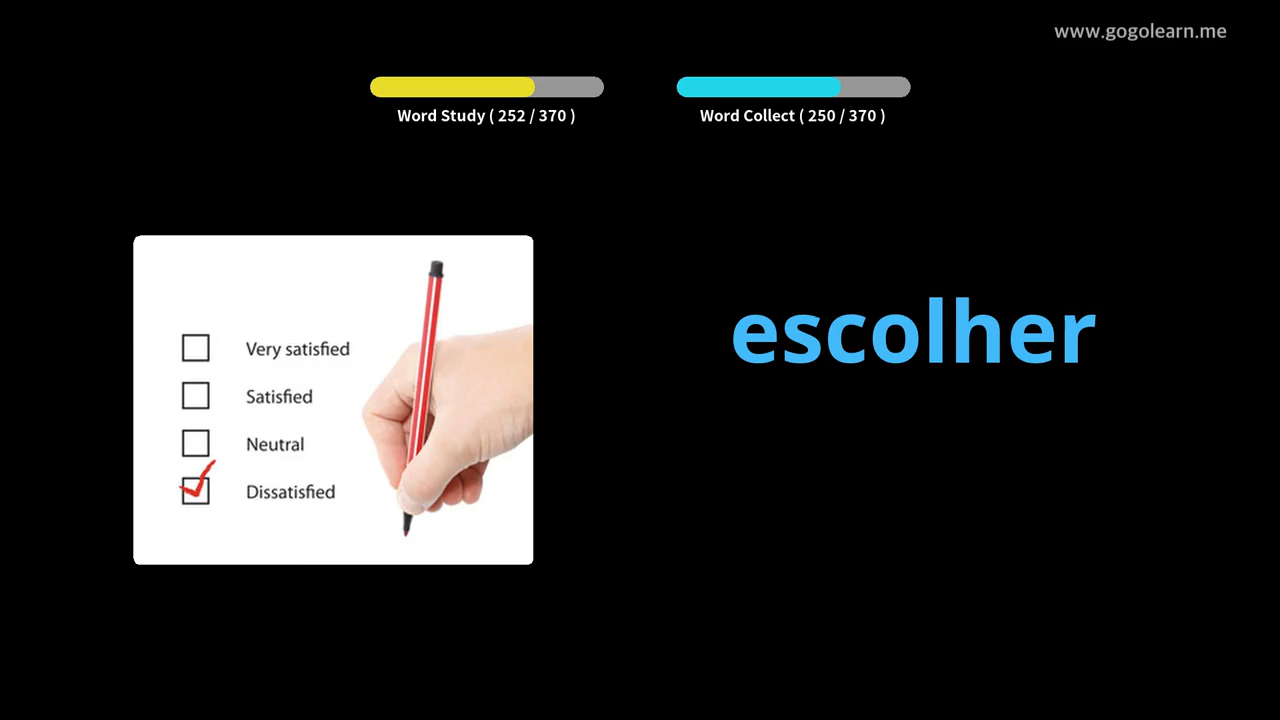 www.gogolearn.me
Word Study ( 252 / 370 )
Word Collect ( 250 / 370 )
Very satisfied
Satisfied
Neutral
Dissatisfied
escolher